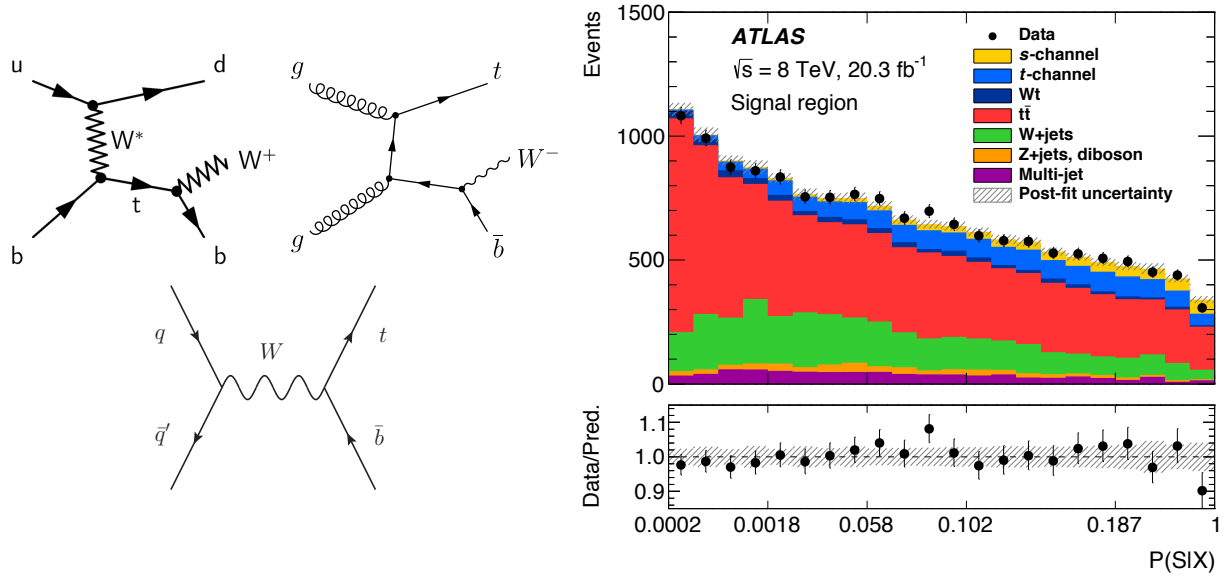 u
d
W*
W⁺
t
b
b
g
t
W⁻
g
b̄
q
W
t
q̄′
b̄
Events
1500
1000
500
0
ATLAS
√s = 8 TeV, 20.3 fb⁻¹
Signal region
Data
s-channel
t-channel
Wt
tt̄
W+jets
Z+jets, diboson
Multi-jet
Post-fit uncertainty
Data/Pred.
1.1
1.0
0.9
0.0002 0.0018 0.058 0.102 0.187 1
P(S|X)